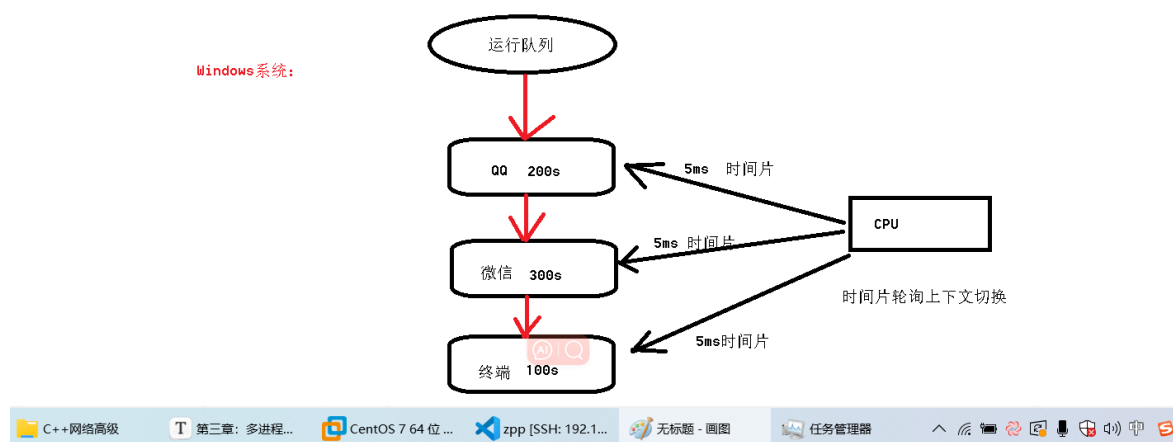 运行队列
Windows系统:
QQ 200s
5ms 时间片
CPU
5ms 时间片
微信 300s
时间片轮询上下文切换
5ms时间片
AI
终端 100s
C++网络高级
T 第三章：多进程...
CentOS 7 64 位 ...
zpp [SSH: 192.1...
无标题 - 画图
任务管理器
中
S